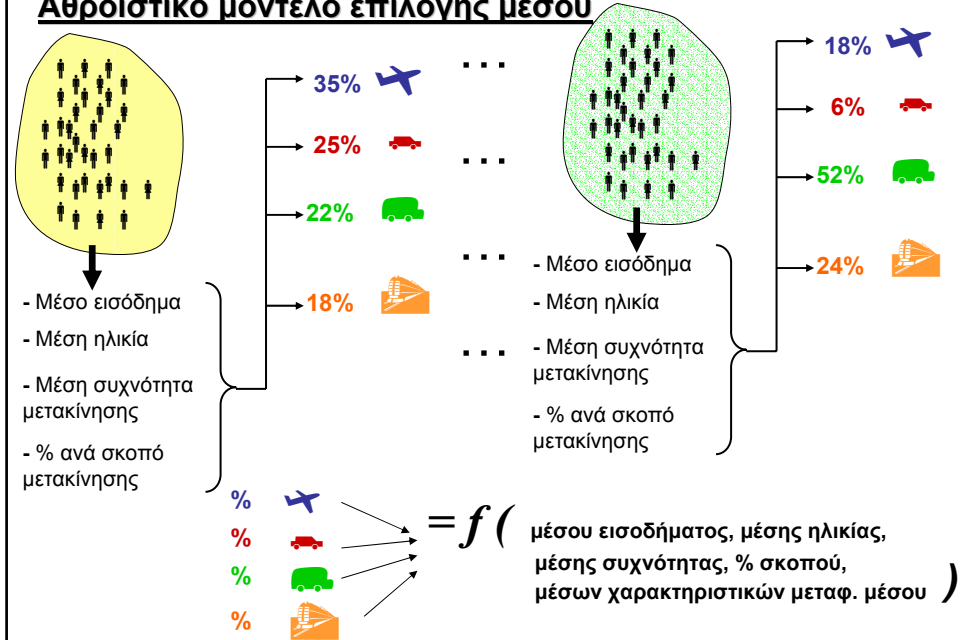 Αθροιστικό μοντέλο επιλογής μέσου
35%
25%
22%
18%
- Μέσο εισόδημα
- Μέση ηλικία
- Μέση συχνότητα
μετακίνησης
- % ανά σκοπό
μετακίνησης
...
...
...
...
18%
6%
52%
24%
- Μέσο εισόδημα
- Μέση ηλικία
- Μέση συχνότητα
μετακίνησης
- % ανά σκοπό
μετακίνησης
%
%
%
%
= f ( μέσου εισοδήματος, μέσης ηλικίας,
μέσης συχνότητας, % σκοπού,
μέσων χαρακτηριστικών μεταφ. μέσου )